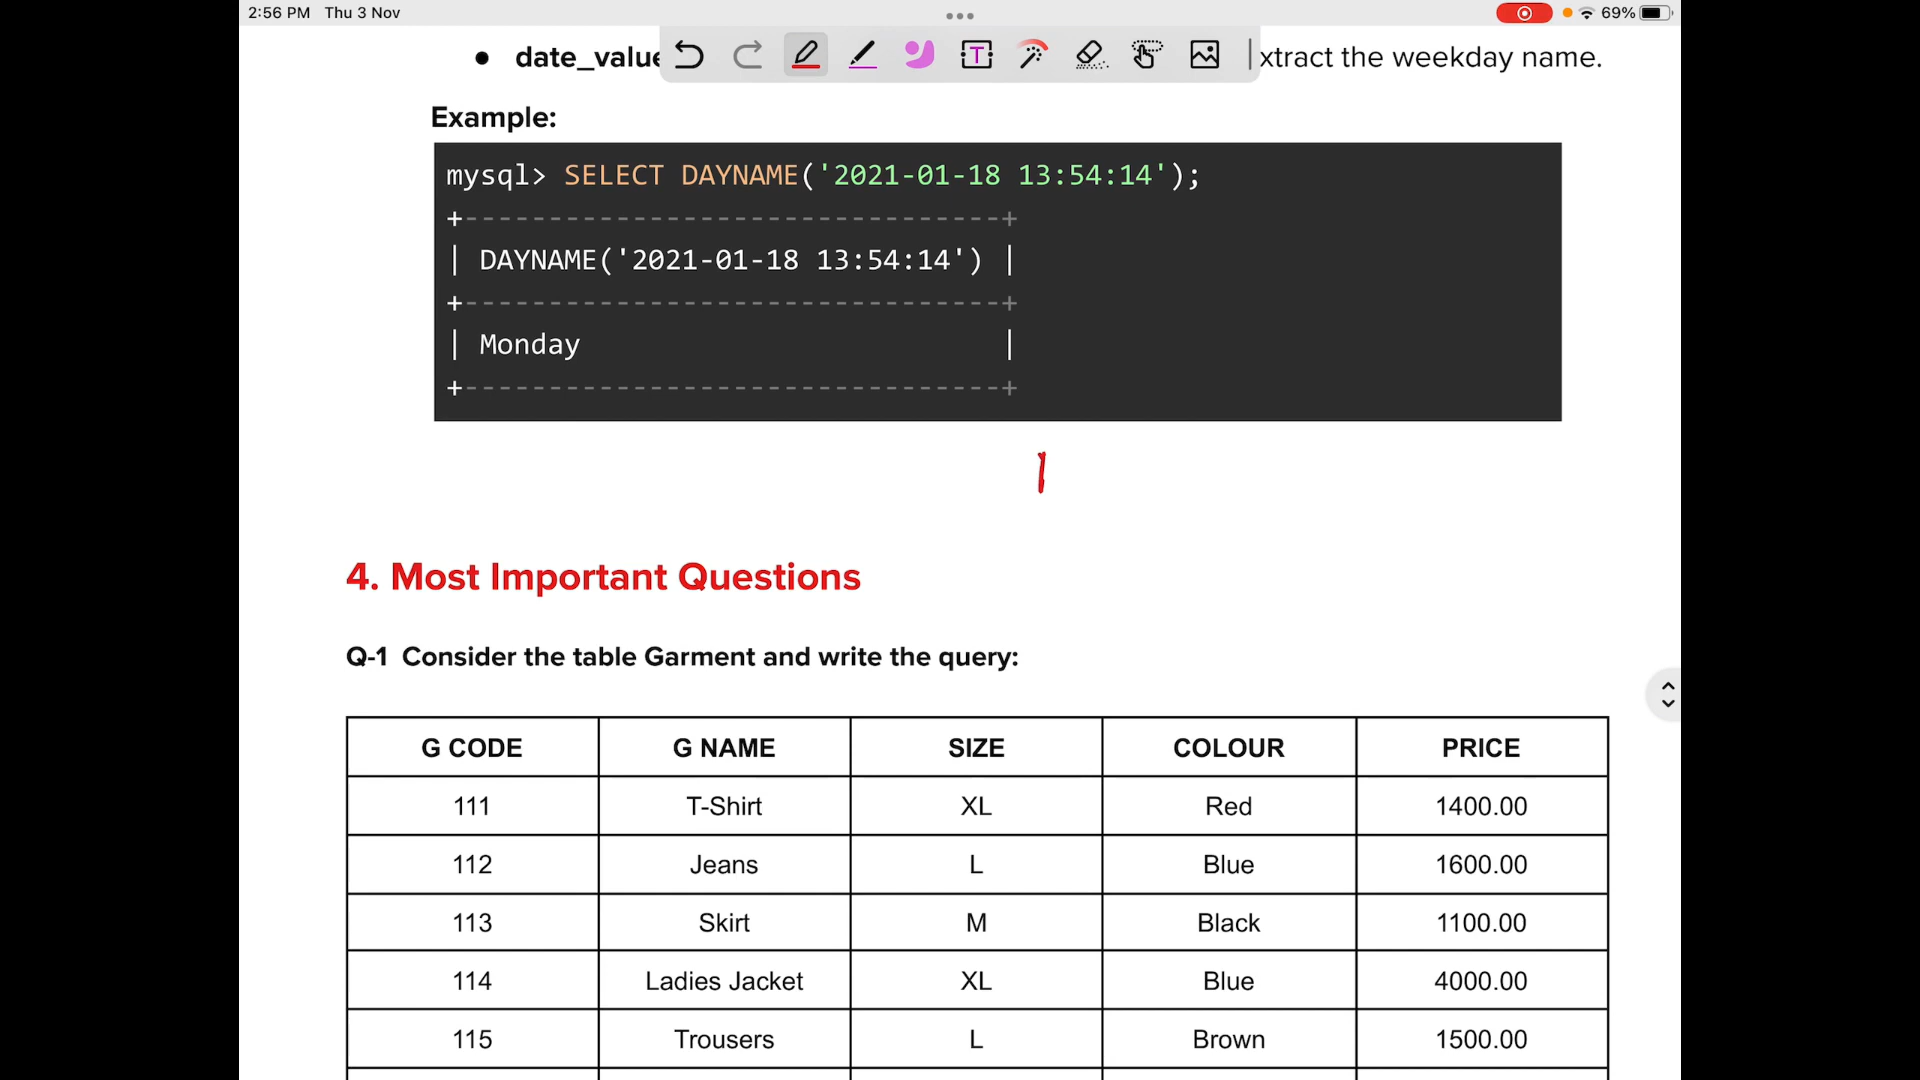 2:56 PM Thu 3 Nov
69%
date_value
xtract the weekday name.
Example:
mysql> SELECT DAYNAME('2021-01-18 13:54:14');
+--------------------------------+
| DAYNAME('2021-01-18 13:54:14') |
+--------------------------------+
| Monday |
+--------------------------------+
4. Most Important Questions
Q-1 Consider the table Garment and write the query:
G CODE G NAME SIZE COLOUR PRICE
111 T-Shirt XL Red 1400.00
112 Jeans L Blue 1600.00
113 Skirt M Black 1100.00
114 Ladies Jacket XL Blue 4000.00
115 Trousers L Brown 1500.00